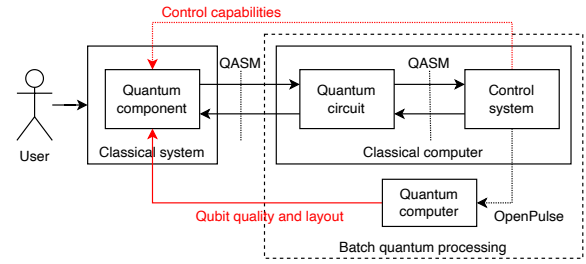 Control capabilities
QASM
QASM
Quantum
component
Quantum
circuit
Control
system
User
Classical system
Classical computer
Quantum
computer
Qubit quality and layout
OpenPulse
Batch quantum processing